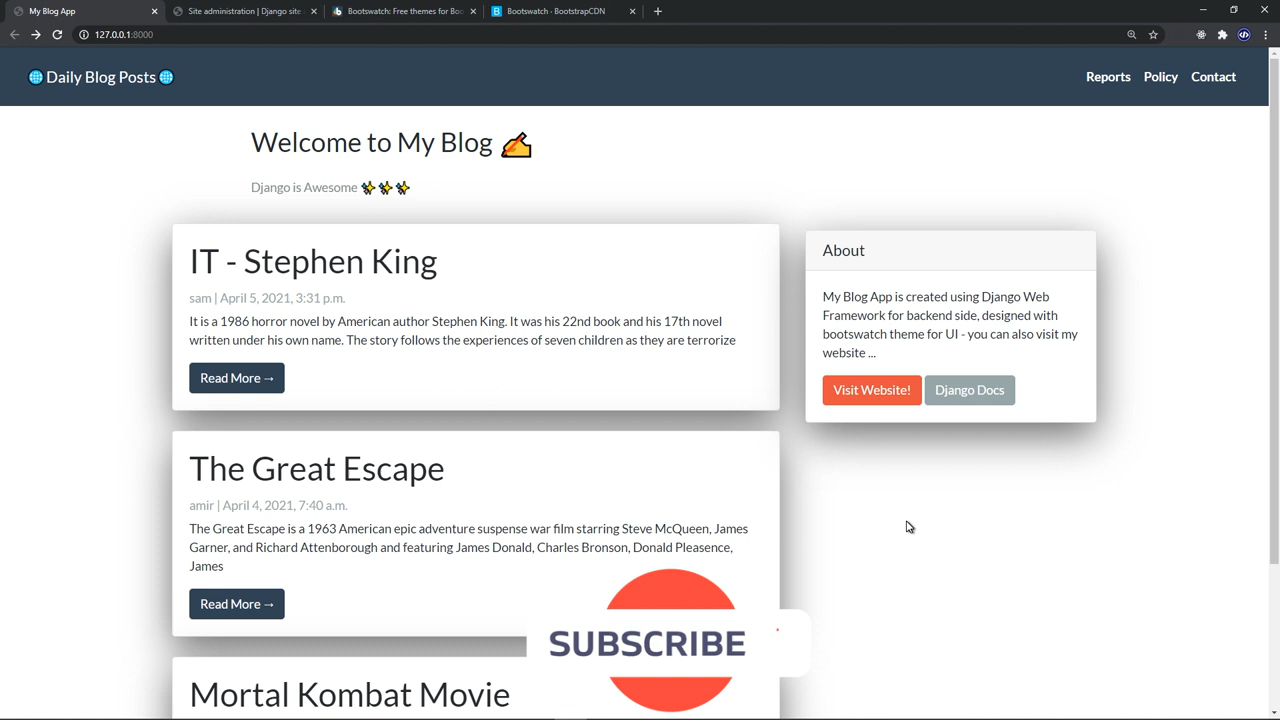 My Blog App
Site administration | Django site
Bootswatch: Free themes for Boo
Bootswatch · BootstrapCDN
127.0.0.1:8000
🌐 Daily Blog Posts 🌐
Reports Policy Contact
Welcome to My Blog ✍
Django is Awesome ✨✨✨
IT - Stephen King
sam | April 5, 2021, 3:31 p.m.
It is a 1986 horror novel by American author Stephen King. It was his 22nd book and his 17th novel
written under his own name. The story follows the experiences of seven children as they are terrorize
Read More →
About
My Blog App is created using Django Web
Framework for backend side, designed with
bootswatch theme for UI - you can also visit my
website ...
Visit Website! Django Docs
The Great Escape
amir | April 4, 2021, 7:40 a.m.
The Great Escape is a 1963 American epic adventure suspense war film starring Steve McQueen, James
Garner, and Richard Attenborough and featuring James Donald, Charles Bronson, Donald Pleasence,
James
Read More →
SUBSCRIBE
Mortal Kombat Movie